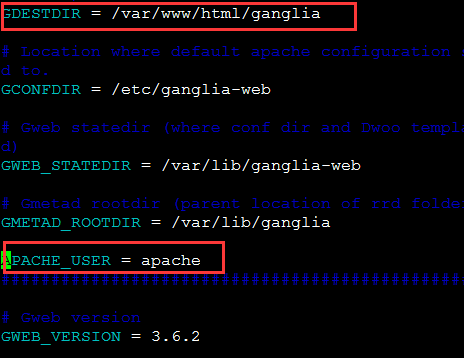 GDESTDIR = /var/www/html/ganglia
# Location where default apache configuration
d to.
GCONFDIR = /etc/ganglia-web
# Gweb statedir (where conf dir and Dwoo templ
d)
GWEB_STATEDIR = /var/lib/ganglia-web
# Gmetad rootdir (parent location of rrd folde
GMETAD_ROOTDIR = /var/lib/ganglia
APACHE_USER = apache
##############################################
# Gweb version
GWEB_VERSION = 3.6.2